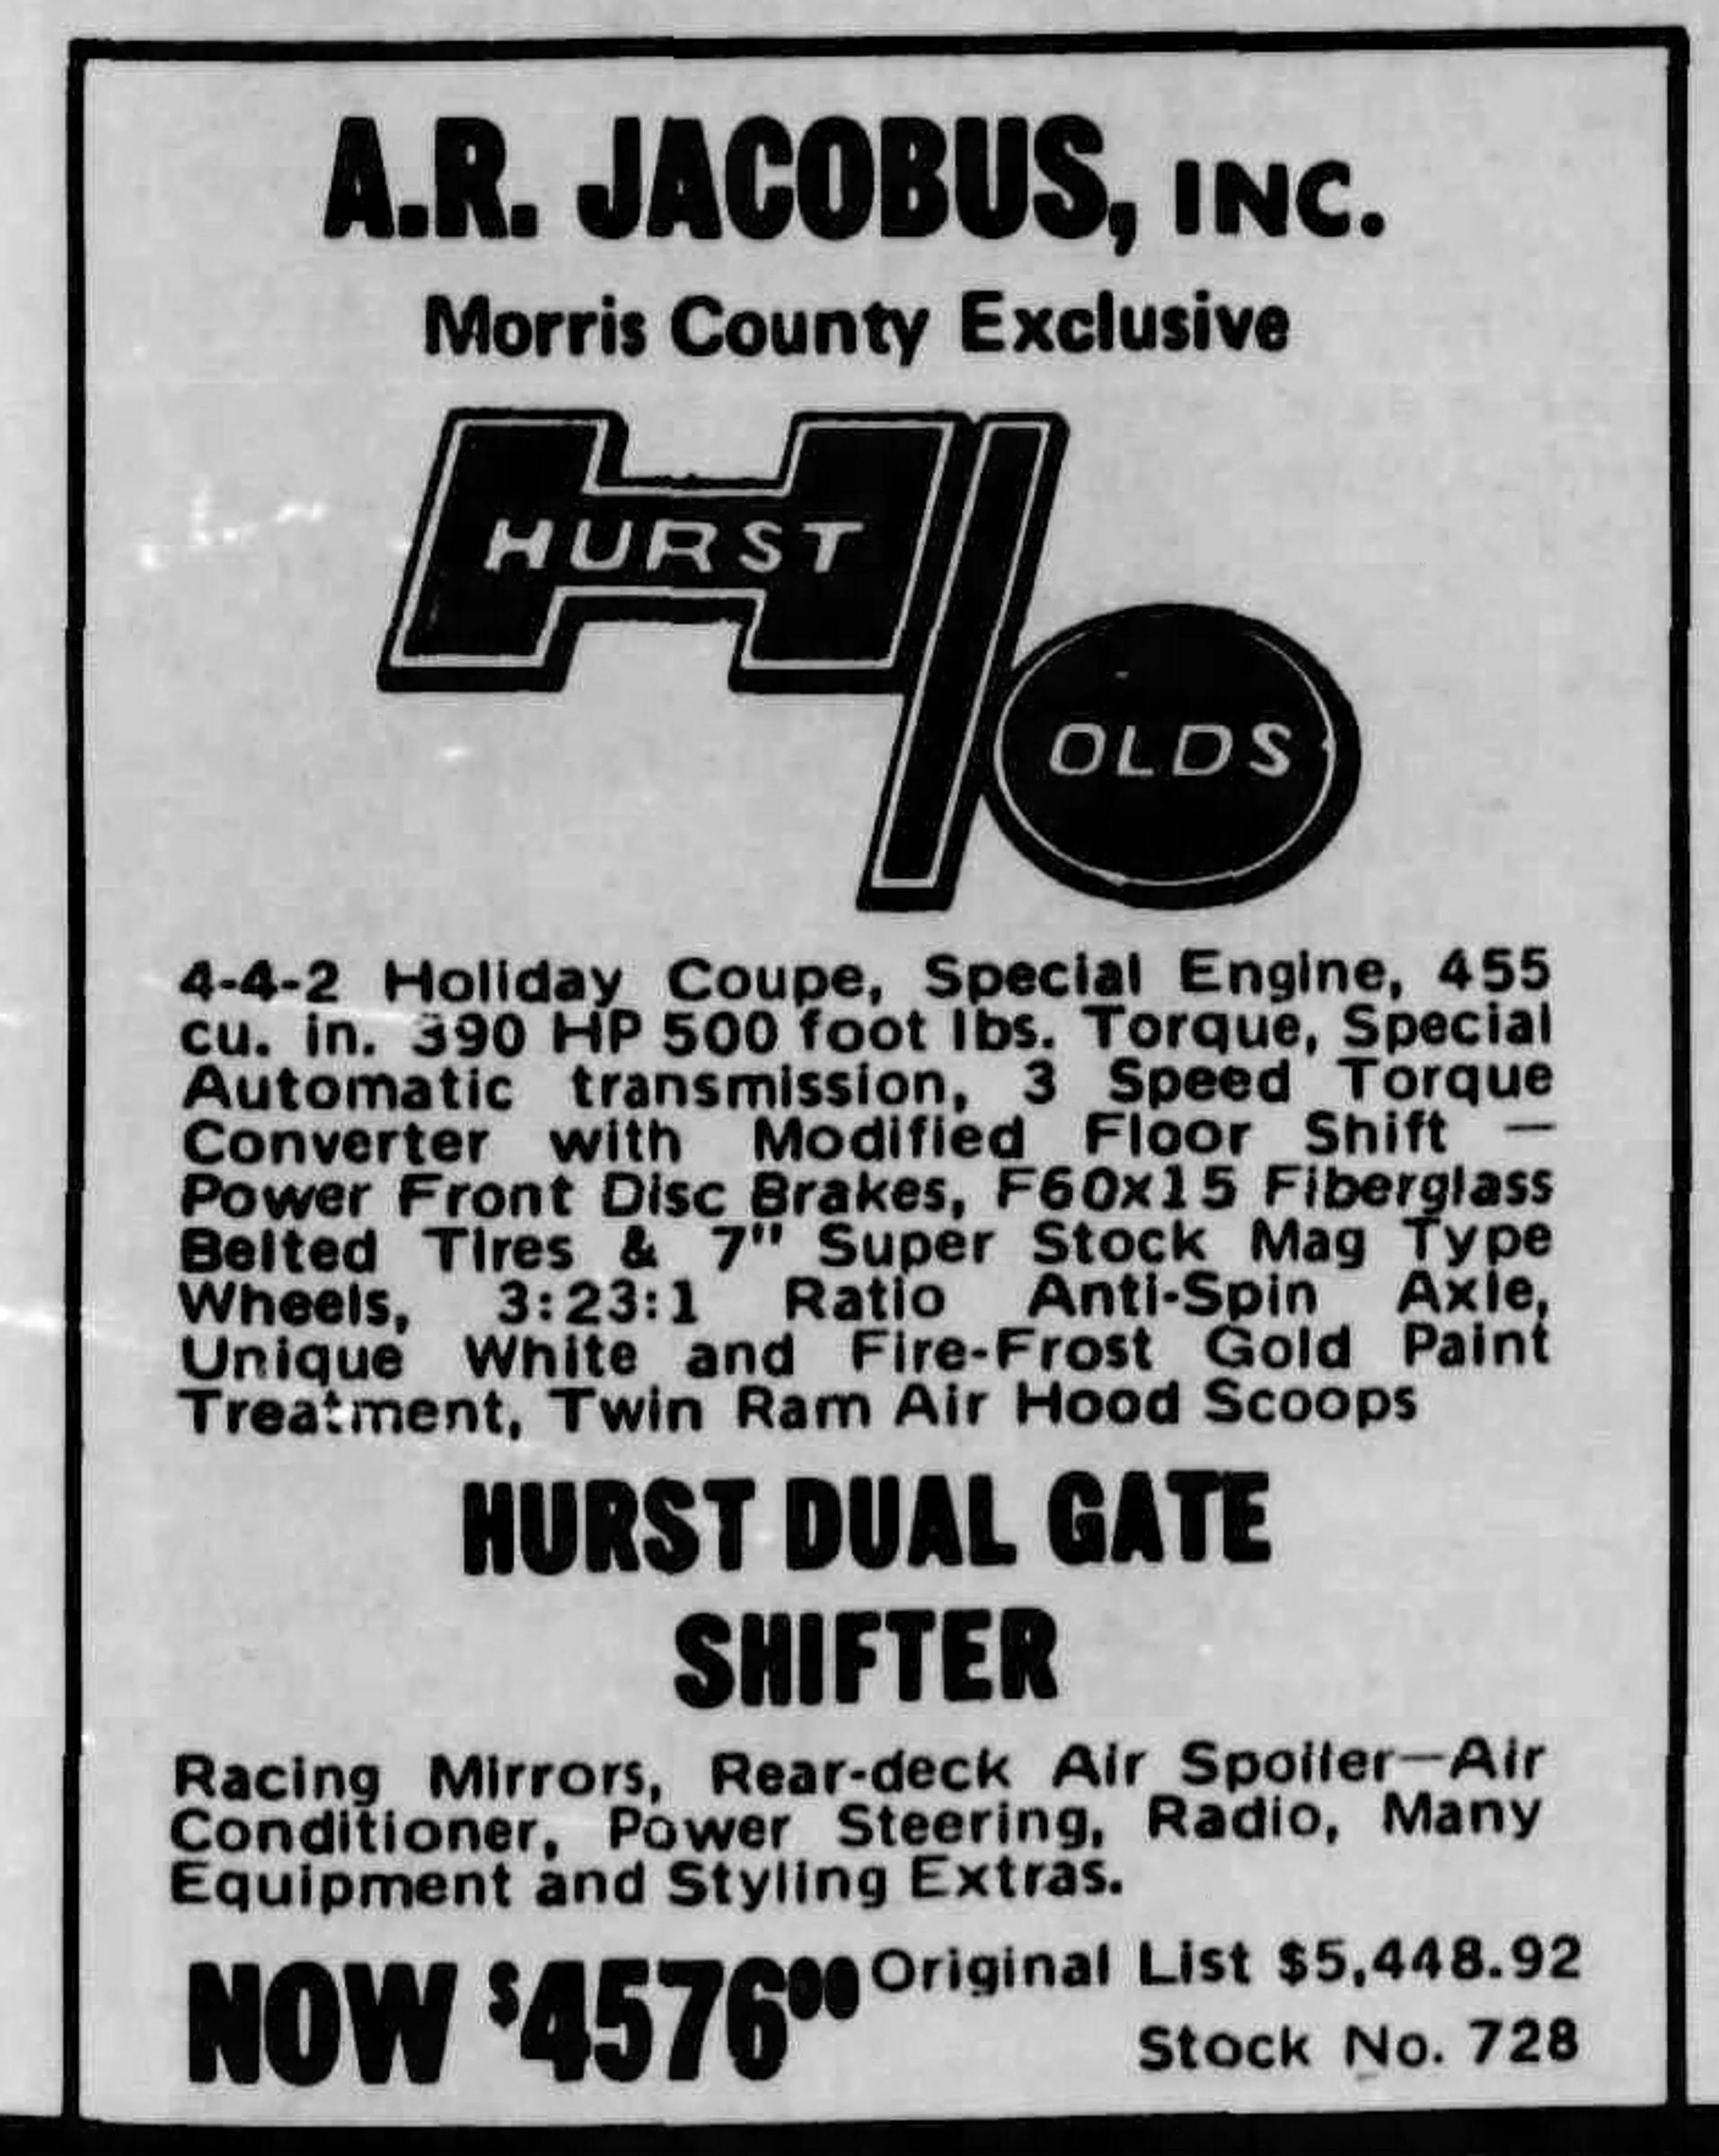 A.R. JACOBUS, INC.
Morris County Exclusive
HURST
OLDS
4-4-2 Holiday Coupe, Special Engine, 455
cu. in. 390 HP 500 foot lbs. Torque, Special
Automatic transmission, 3 Speed Torque
Converter with Modified Floor Shift —
Power Front Disc Brakes, F60x15 Fiberglass
Belted Tires & 7" Super Stock Mag Type
Wheels, 3:23:1 Ratio Anti-Spin Axle,
Unique White and Fire-Frost Gold Paint
Treatment, Twin Ram Air Hood Scoops
HURST DUAL GATE
SHIFTER
Racing Mirrors, Rear-deck Air Spoiler—Air
Conditioner, Power Steering, Radio, Many
Equipment and Styling Extras.
NOW $457600 Original List $5,448.92
Stock No. 728